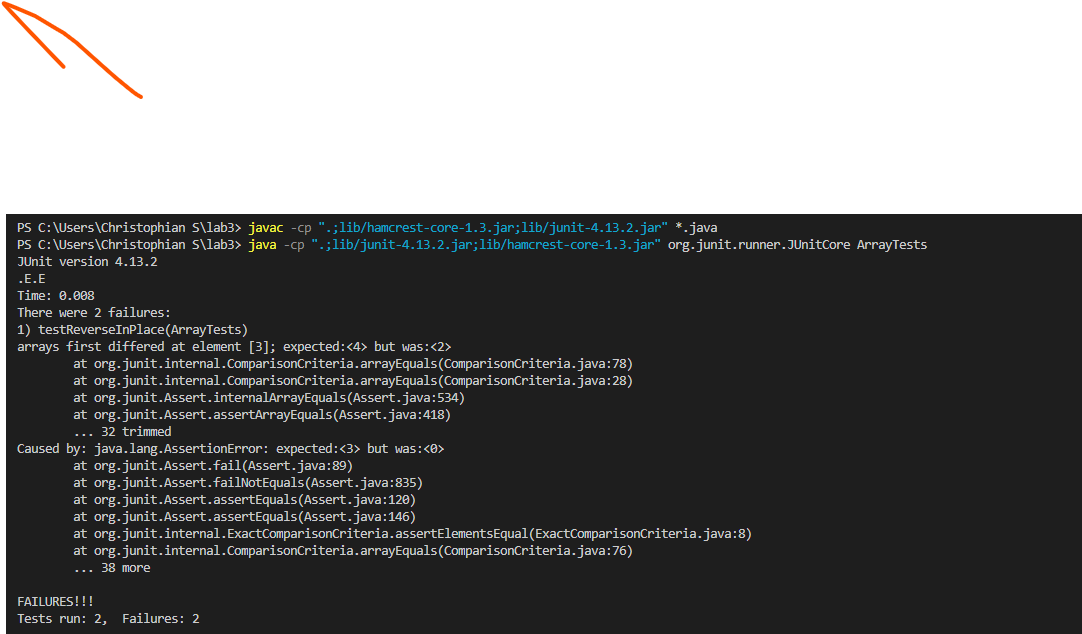 PS C:\Users\Christophian S\lab3> javac -cp ".;lib/hamcrest-core-1.3.jar;lib/junit-4.13.2.jar" *.java
PS C:\Users\Christophian S\lab3> java -cp ".;lib/junit-4.13.2.jar;lib/hamcrest-core-1.3.jar" org.junit.runner.JUnitCore ArrayTests
JUnit version 4.13.2
.E.E
Time: 0.008
There were 2 failures:
1) testReverseInPlace(ArrayTests)
arrays first differed at element [3]; expected:<4> but was:<2>
        at org.junit.internal.ComparisonCriteria.arrayEquals(ComparisonCriteria.java:78)
        at org.junit.internal.ComparisonCriteria.arrayEquals(ComparisonCriteria.java:28)
        at org.junit.Assert.internalArrayEquals(Assert.java:534)
        at org.junit.Assert.assertArrayEquals(Assert.java:418)
        ... 32 trimmed
Caused by: java.lang.AssertionError: expected:<3> but was:<0>
        at org.junit.Assert.fail(Assert.java:89)
        at org.junit.Assert.failNotEquals(Assert.java:835)
        at org.junit.Assert.assertEquals(Assert.java:120)
        at org.junit.Assert.assertEquals(Assert.java:146)
        at org.junit.internal.ExactComparisonCriteria.assertElementsEqual(ExactComparisonCriteria.java:8)
        at org.junit.internal.ComparisonCriteria.arrayEquals(ComparisonCriteria.java:76)
        ... 38 more

FAILURES!!!
Tests run: 2,  Failures: 2